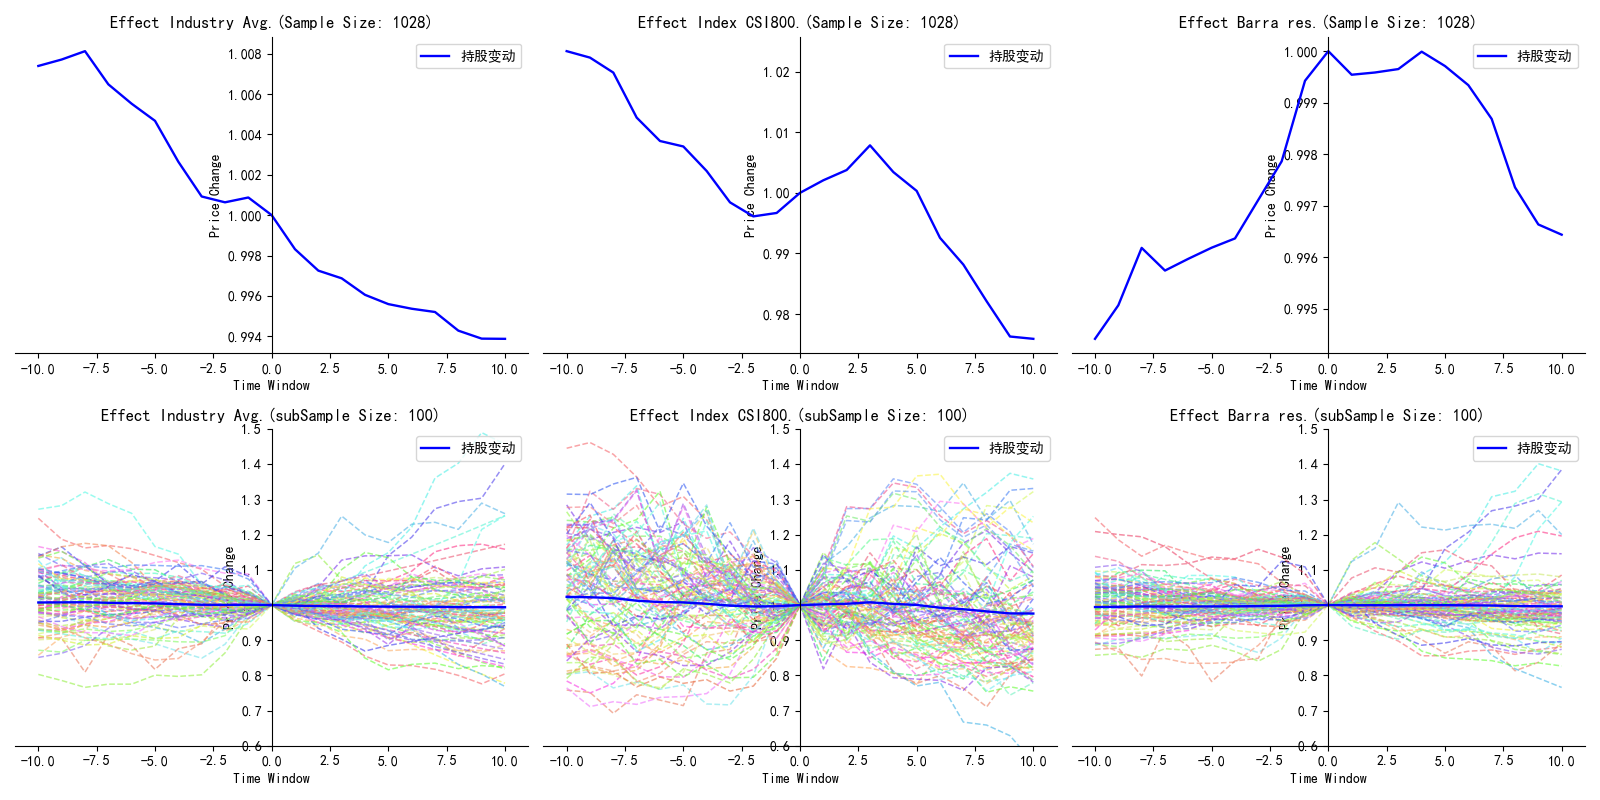 Effect Industry Avg.(Sample Size: 1028)
持股变动
1.008
1.006
1.004
1.002
1.000
0.998
0.996
0.994
Price Change
−10.0 −7.5 −5.0 −2.5 0.0 2.5 5.0 7.5 10.0
Time Window
Effect Index CSI800.(Sample Size: 1028)
持股变动
1.02
1.01
1.00
0.99
0.98
Price Change
−10.0 −7.5 −5.0 −2.5 0.0 2.5 5.0 7.5 10.0
Time Window
Effect Barra res.(Sample Size: 1028)
持股变动
1.000
0.999
0.998
0.997
0.996
0.995
Price Change
−10.0 −7.5 −5.0 −2.5 0.0 2.5 5.0 7.5 10.0
Time Window
Effect Industry Avg.(subSample Size: 100)
持股变动
1.5
1.4
1.3
1.2
1.1
1.0
0.9
0.8
0.7
0.6
Price Change
−10.0 −7.5 −5.0 −2.5 0.0 2.5 5.0 7.5 10.0
Time Window
Effect Index CSI800.(subSample Size: 100)
持股变动
1.5
1.4
1.3
1.2
1.1
1.0
0.9
0.8
0.7
0.6
Price Change
−10.0 −7.5 −5.0 −2.5 0.0 2.5 5.0 7.5 10.0
Time Window
Effect Barra res.(subSample Size: 100)
持股变动
1.5
1.4
1.3
1.2
1.1
1.0
0.9
0.8
0.7
0.6
Price Change
−10.0 −7.5 −5.0 −2.5 0.0 2.5 5.0 7.5 10.0
Time Window